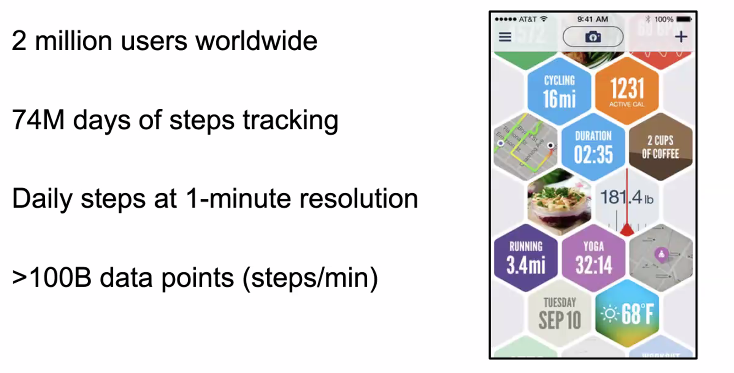 2 million users worldwide
74M days of steps tracking
Daily steps at 1-minute resolution
>100B data points (steps/min)
AT&T 9:41 AM 100%
CYCLING
16mi
1231
ACTIVE CAL
DURATION
02:35
2 CUPS
OF COFFEE
181.4 lb
RUNNING
3.4mi
YOGA
32:14
TUESDAY
SEP 10
68°F
WORKOUT